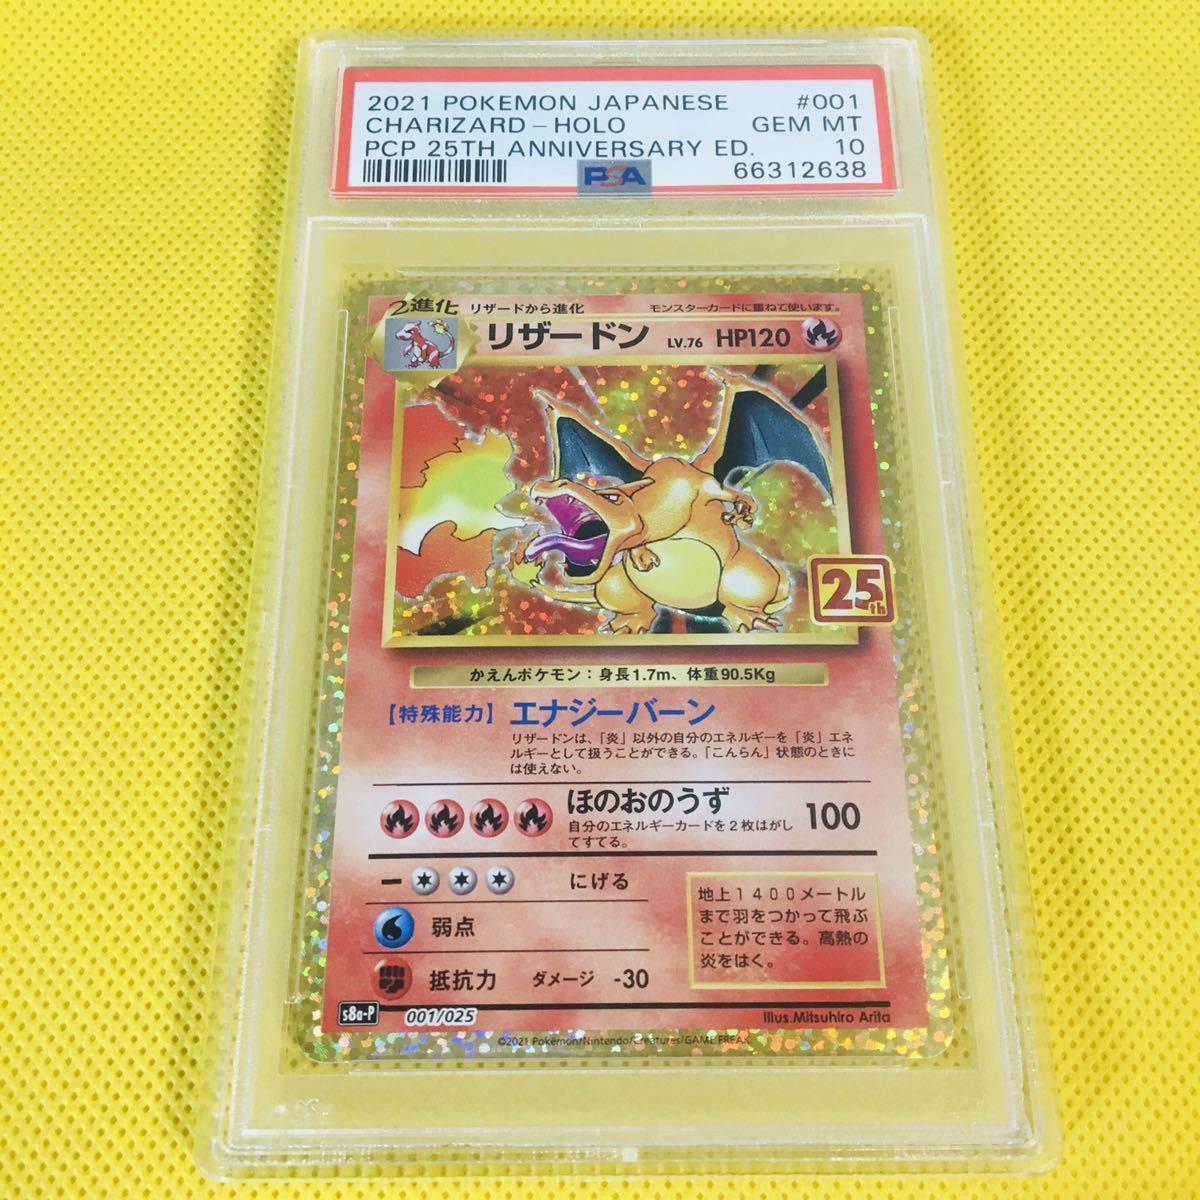 2021 POKEMON JAPANESE #001
CHARIZARD-HOLO GEM MT
PCP 25TH ANNIVERSARY ED. 10
PSA 66312638
2進化 リザードから進化 モンスターカードに重ねて使います。
リザードン LV.76 HP120
25th
かえんポケモン：身長1.7m、体重90.5Kg
【特殊能力】エナジーバーン
リザードンは、「炎」以外の自分のエネルギーを「炎」エネ
ルギーとして扱うことができる。「こんらん」状態のときに
は使えない。
ほのおのうず 100
自分のエネルギーカードを２枚はがし
てすてる。
にげる
弱点
抵抗力 ダメージ -30
地上１４００メートル
まで羽をつかって飛ぶ
ことができる。高熱の
炎をはく。
s8a-P 001/025 Illus.Mitsuhiro Arita
©2021 Pokémon/Nintendo/Creatures/GAME FREAK.